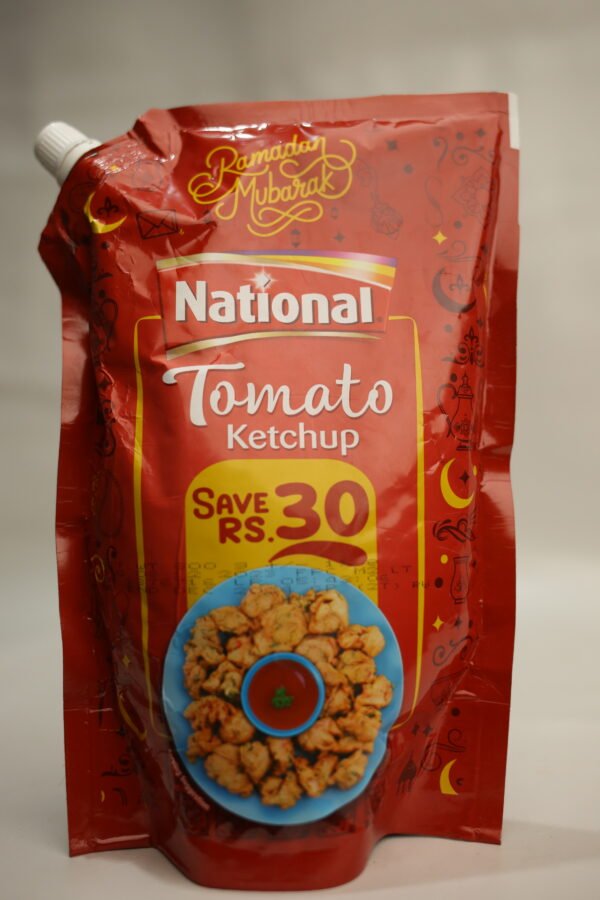 Ramadan
Mubarak
National
Tomato
Ketchup
SAVE
RS. 30